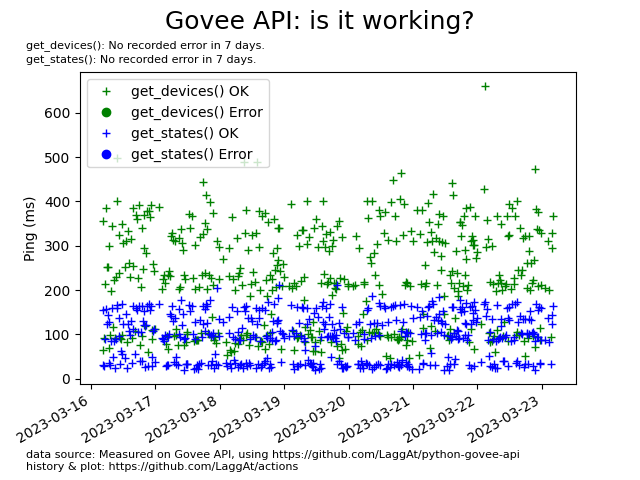 Govee API: is it working?
get_devices(): No recorded error in 7 days.
get_states(): No recorded error in 7 days.
get_devices() OK
get_devices() Error
get_states() OK
get_states() Error
Ping (ms)
600
500
400
300
200
100
0
2023-03-16
2023-03-17
2023-03-18
2023-03-19
2023-03-20
2023-03-21
2023-03-22
2023-03-23
data source: Measured on Govee API, using https://github.com/LaggAt/python-govee-api
history & plot: https://github.com/LaggAt/actions